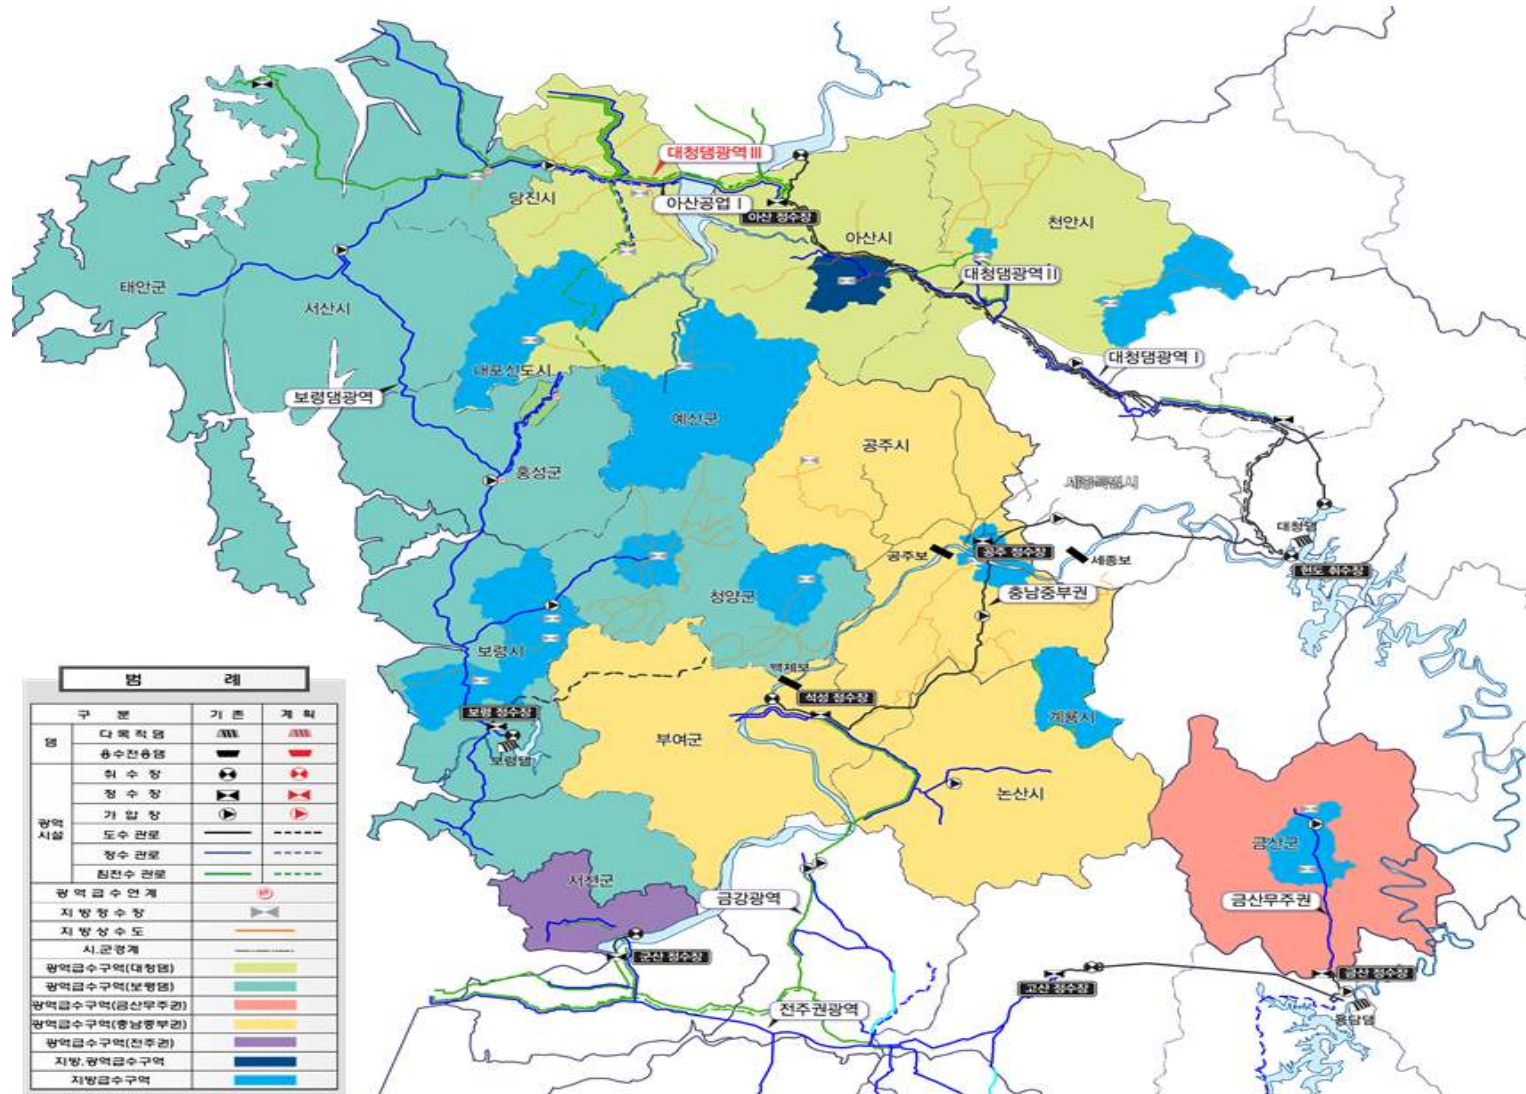 대청댐광역Ⅲ
당진시
아산공업Ⅰ
아산 정수장
아산시
천안시
대청댐광역Ⅱ
태안군
서산시
대청댐광역Ⅰ
내포신도시
보령댐광역
예산군
공주시
홍성군
세종특별시
대청댐
공주보
공주 정수장
세종보
현도 취수장
청양군
충남중부권
보령시
백제보
석성 정수장
계룡시
보령 정수장
부여군
보령댐
논산시
금산군
서천군
금강광역
금산무주권
군산 정수장
고산 정수장
금산 정수장
전주권광역
용담댐
범 례
구 분 기 존 계 획
댐 다 목 적 댐
용수전용댐
광역시설 취 수 장
정 수 장
가 압 장
도수 관로
정수 관로
침전수 관로
광 역 급 수 연 계
지 방 정 수 장
지 방 상 수 도
시.군경계
광역급수구역(대청댐)
광역급수구역(보령댐)
광역급수구역(금산무주권)
광역급수구역(충남중부권)
광역급수구역(전주권)
지방.광역급수구역
지방급수구역